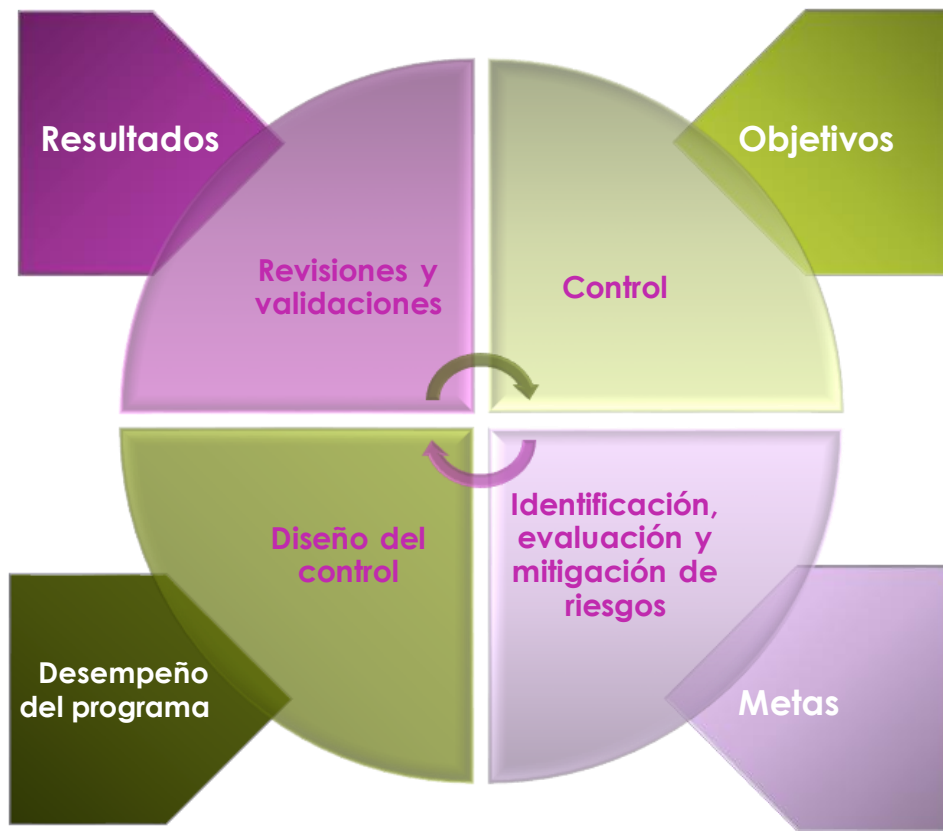 Resultados
Objetivos
Revisiones y
validaciones
Control
Diseño del
control
Identificación,
evaluación y
mitigación de
riesgos
Desempeño
del programa
Metas